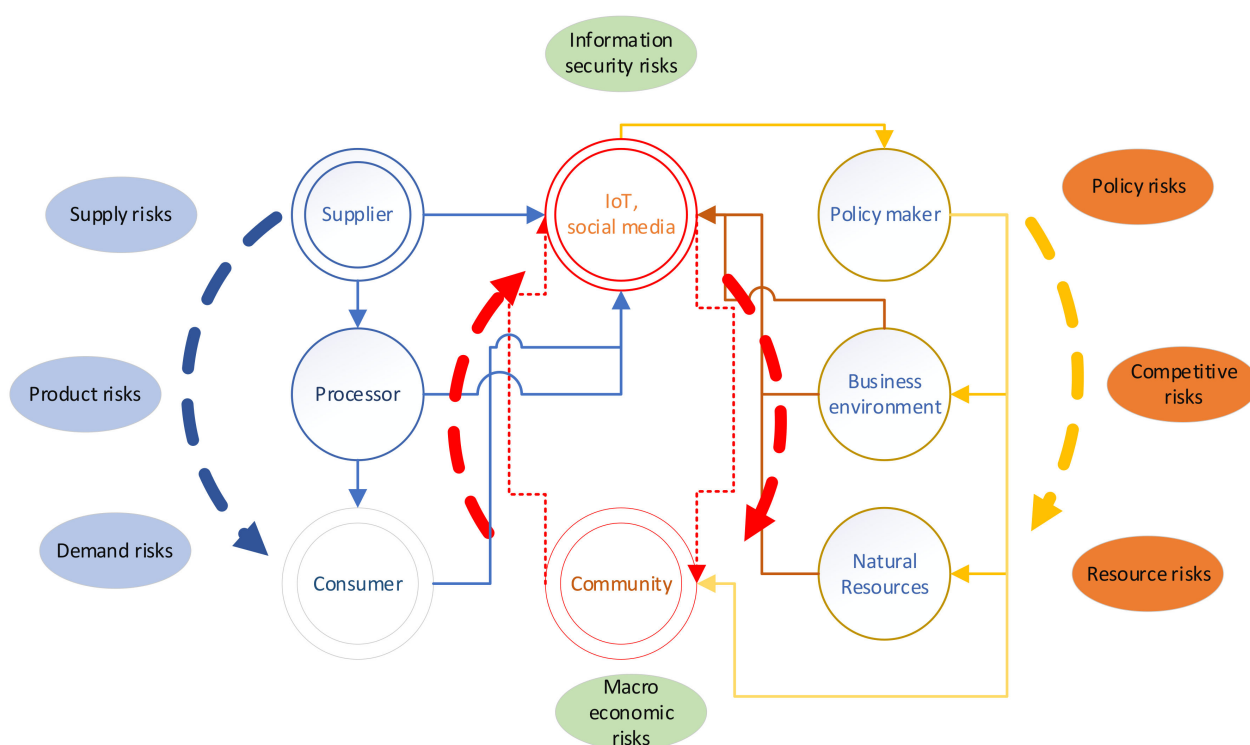 Information
security risks
Supply risks
Supplier
IoT,
social media
Policy maker
Policy risks
Product risks
Processor
Business
environment
Competitive
risks
Demand risks
Consumer
Community
Natural
Resources
Resource risks
Macro
economic
risks